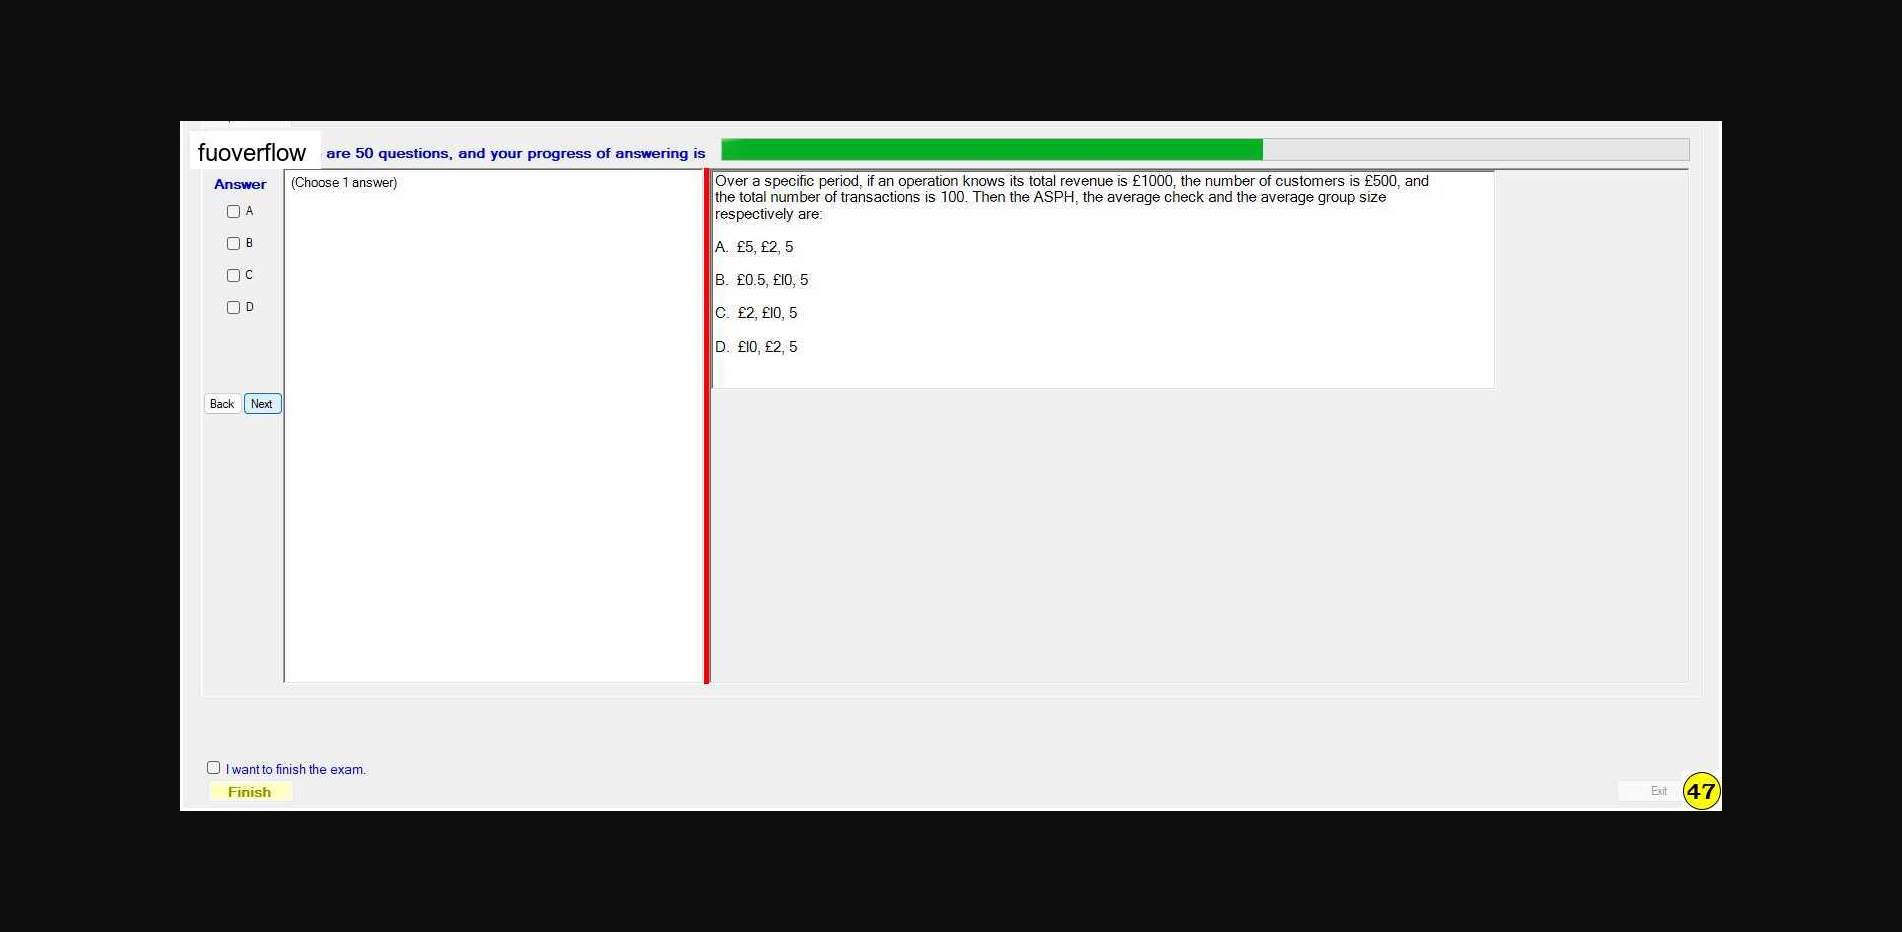 fuoverflow are 50 questions, and your progress of answering is
Answer
(Choose 1 answer)
A
B
C
D
Back Next
Over a specific period, if an operation knows its total revenue is £1000, the number of customers is £500, and
the total number of transactions is 100. Then the ASPH, the average check and the average group size
respectively are:
A. £5, £2, 5
B. £0.5, £l0, 5
C. £2, £l0, 5
D. £l0, £2, 5
I want to finish the exam.
Finish
Exit
47